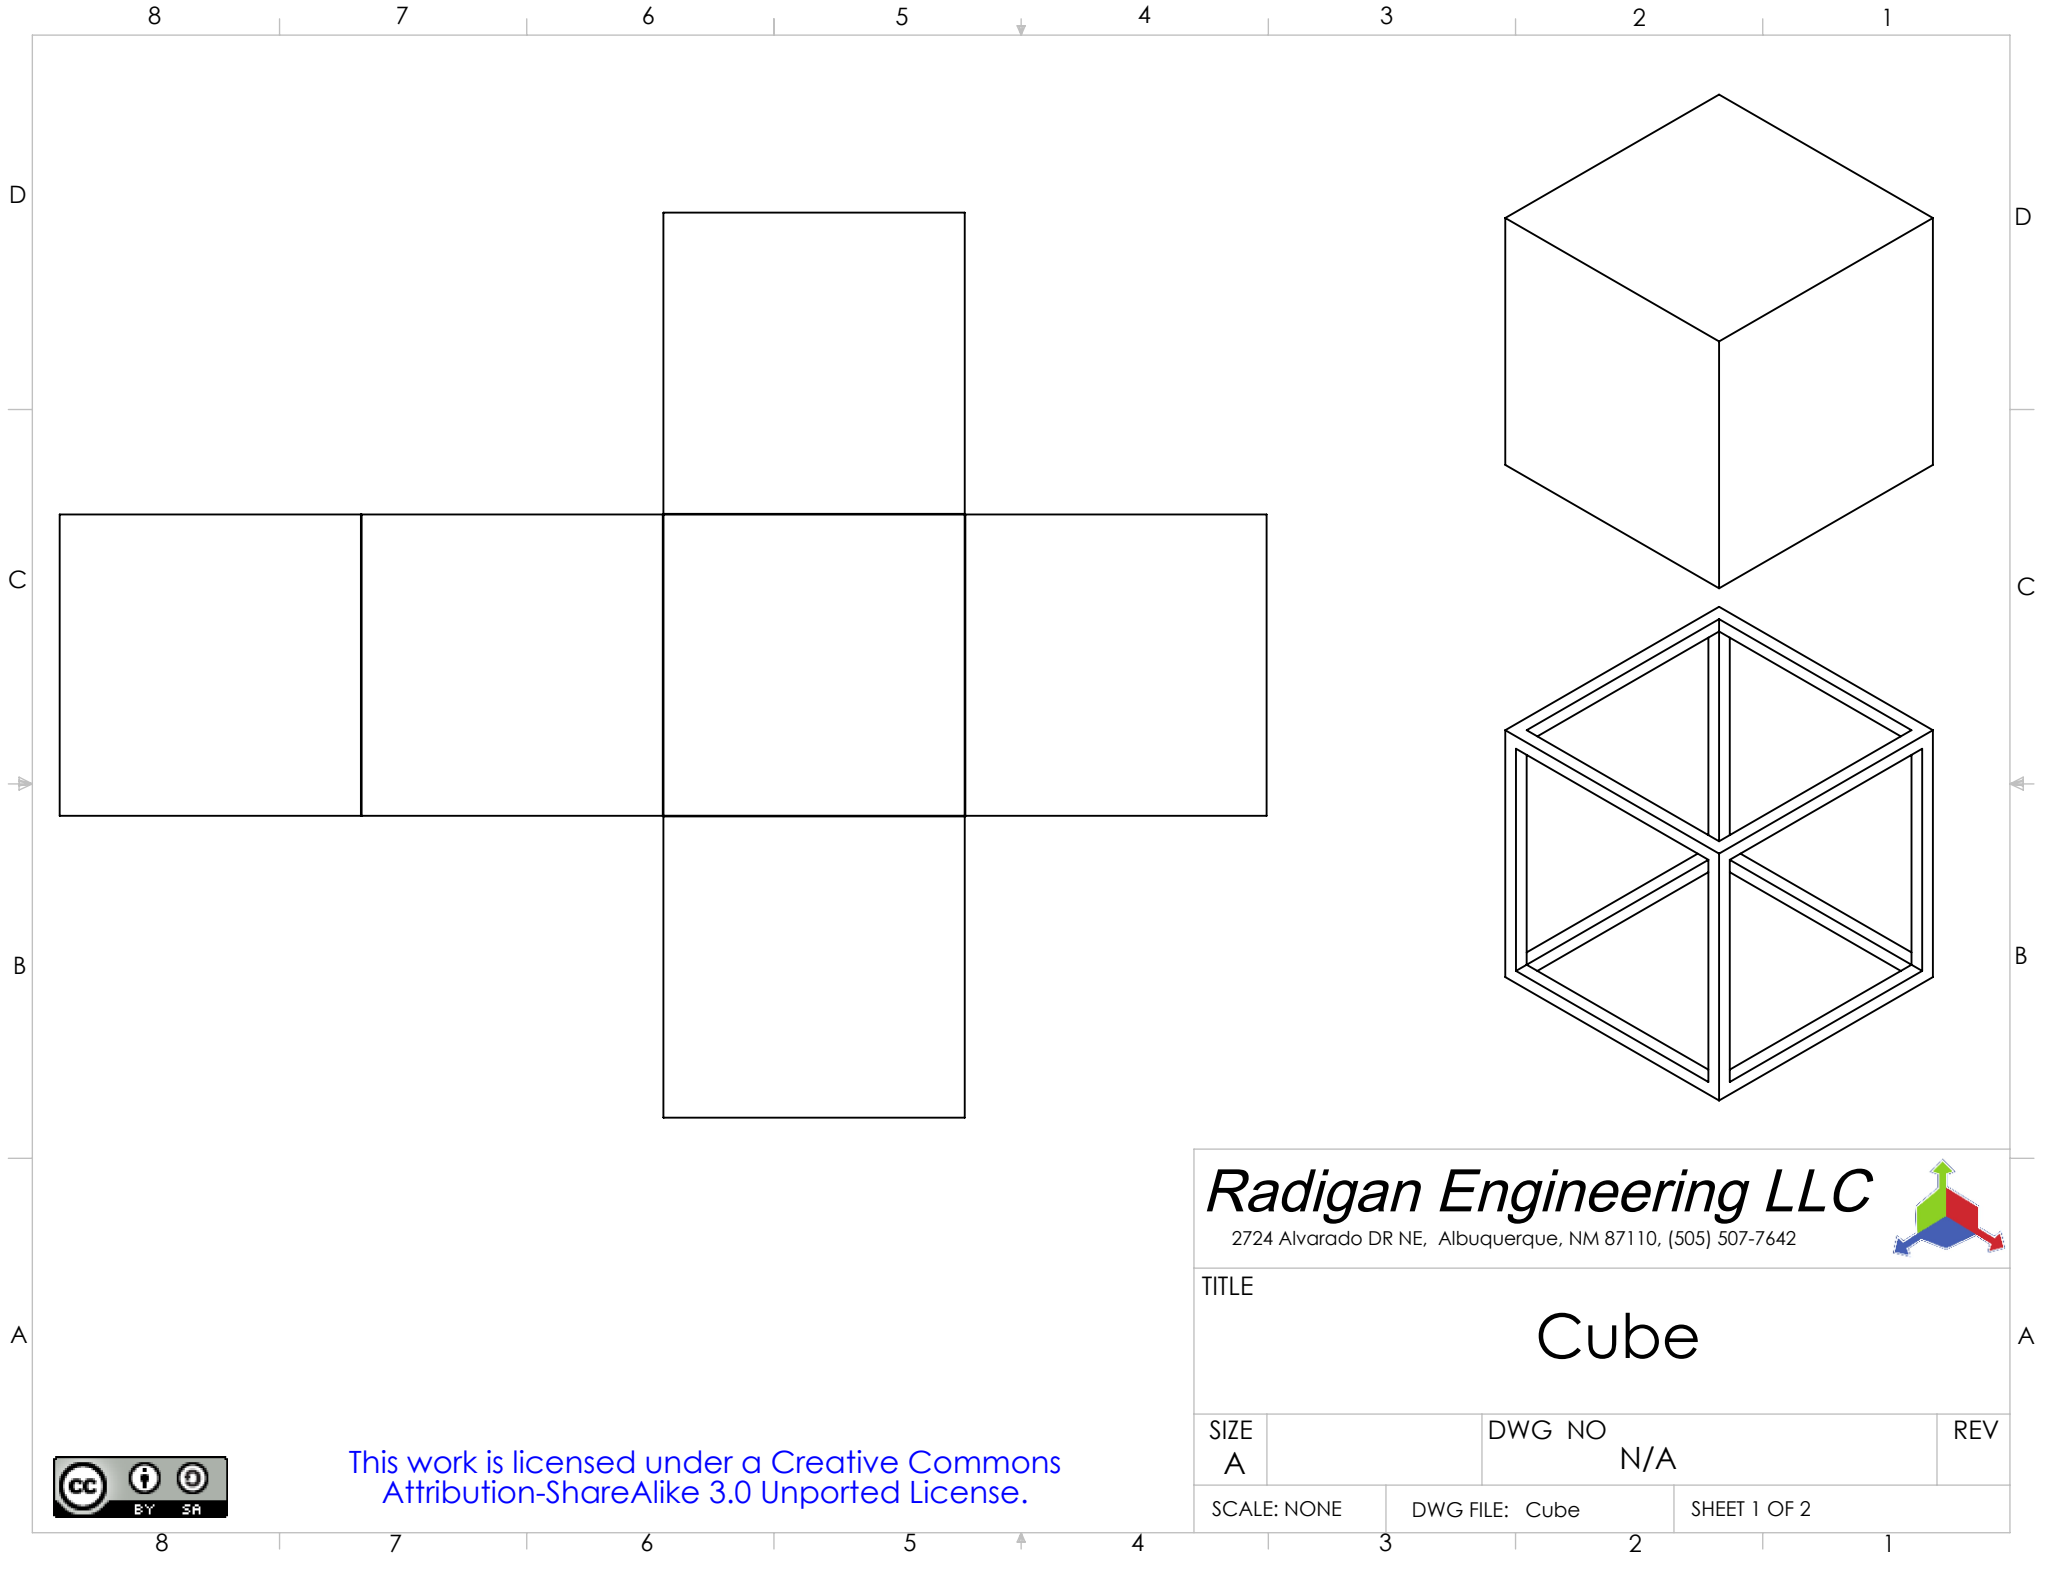 8 7 6 5 4 3 2 1
D D
C C
B B
A A
Radigan Engineering LLC
2724 Alvarado DR NE, Albuquerque, NM 87110, (505) 507-7642
TITLE
Cube
SIZE
A
DWG NO
N/A
REV
SCALE: NONE
DWG FILE: Cube
SHEET 1 OF 2
cc
BY SA
This work is licensed under a Creative Commons
Attribution-ShareAlike 3.0 Unported License.
8 7 6 5 4 3 2 1